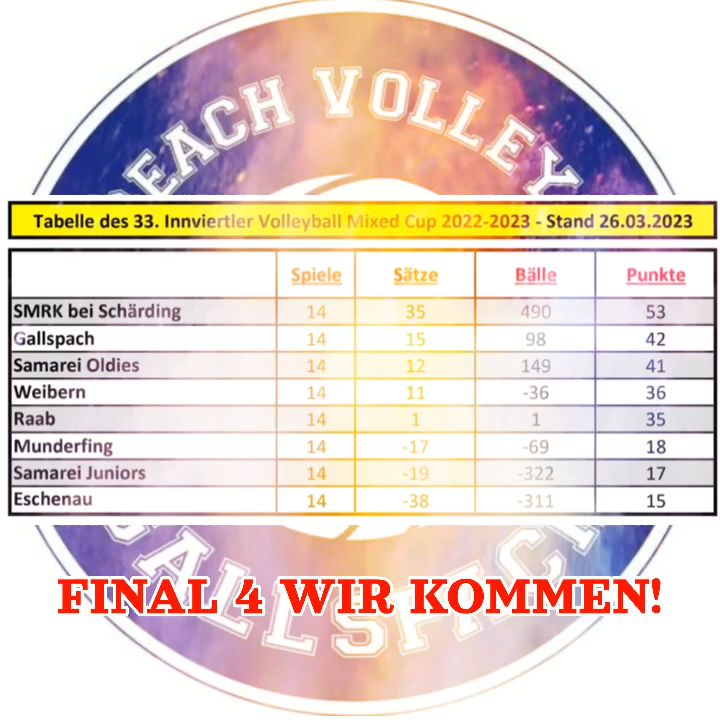 BEACH VOLLEY
Tabelle des 33. Innviertler Volleyball Mixed Cup 2022-2023 - Stand 26.03.2023
Spiele Sätze Bälle Punkte
SMRK bei Schärding 14 35 490 53
Gallspach 14 15 98 42
Samarei Oldies 14 12 149 41
Weibern 14 11 -36 36
Raab 14 1 1 35
Munderfing 14 -17 -69 18
Samarei Juniors 14 -19 -322 17
Eschenau 14 -38 -311 15
FINAL 4 WIR KOMMEN!